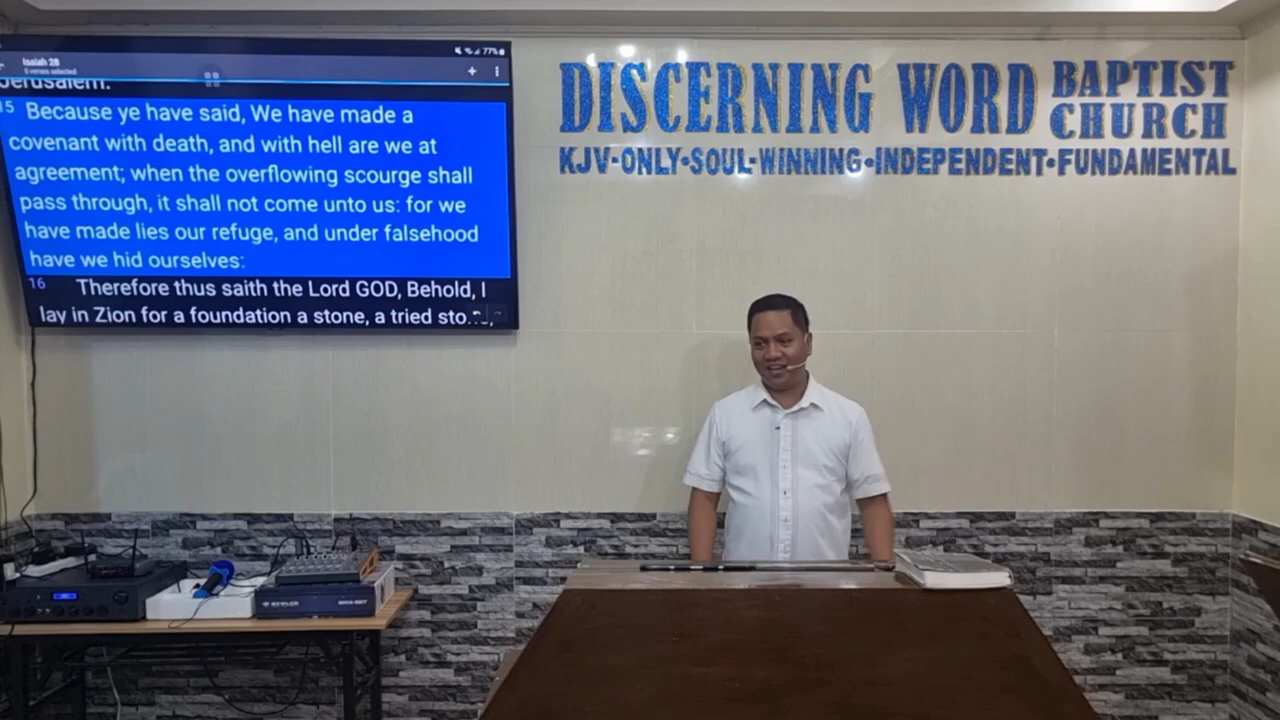 77%
Isaiah 28
Jerusalem.
15 Because ye have said, We have made a
covenant with death, and with hell are we at
agreement; when the overflowing scourge shall
pass through, it shall not come unto us: for we
have made lies our refuge, and under falsehood
have we hid ourselves:
16 Therefore thus saith the Lord GOD, Behold, I
lay in Zion for a foundation a stone, a tried
DISCERNING WORD BAPTIST
CHURCH
KJV-ONLY•SOUL-WINNING•INDEPENDENT•FUNDAMENTAL